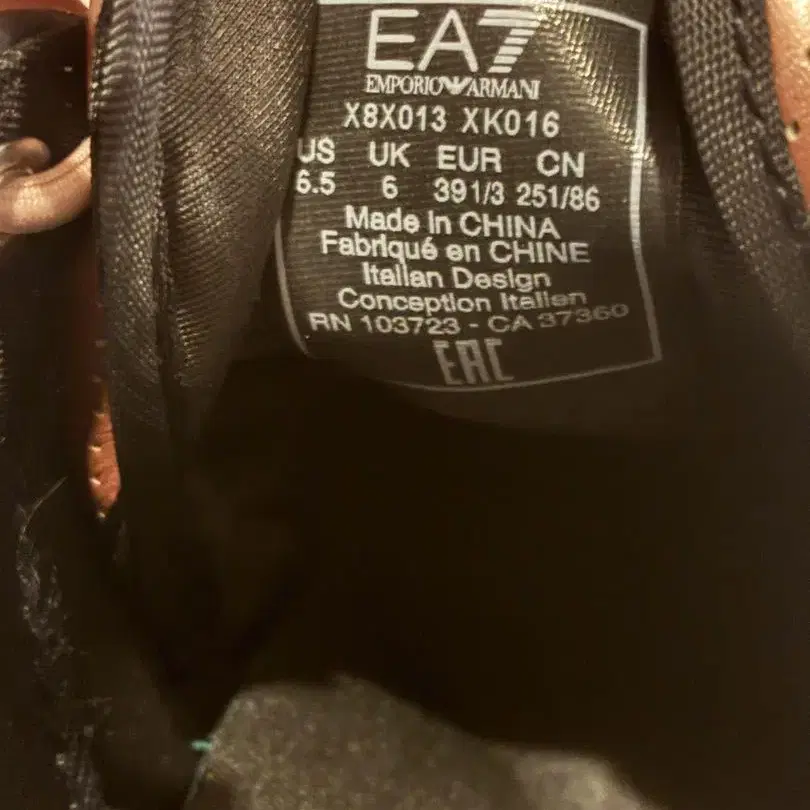 EA7
EMPORIO ARMANI
X8X013 XK016
US UK EUR CN
6.5 6 39 1/3 251/86
Made in CHINA
Fabriqué en CHINE
Italian Design
Conception Italien
RN 103723 - CA 37360
EAC